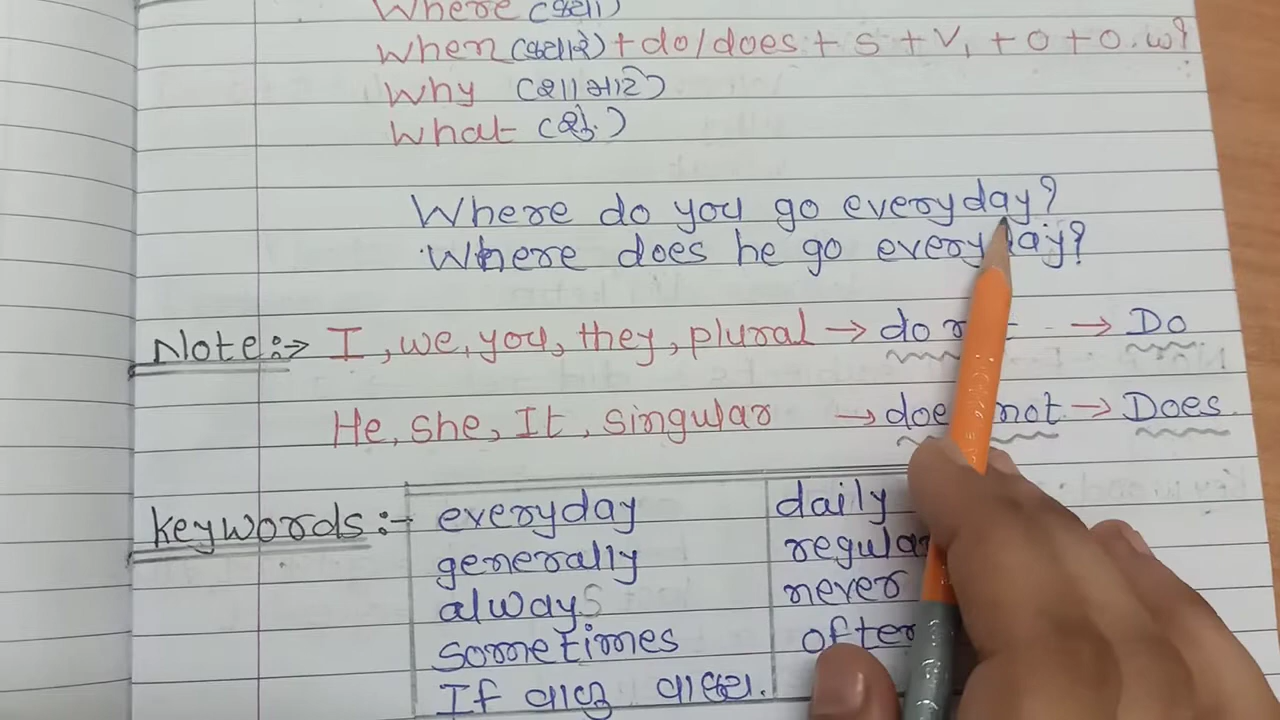 Where (ક્યાં)
When (ક્યારે) + do/does + S + V₁ + O + O.w?
Why (શા માટે)
What (શું)
Where do you go everyday?
Where does he go everyday?
Note:→ I, we, you, they, plural → do → Do
He, she, It, singular → does not → Does
Keywords:- everyday daily
generally
always never
sometimes
If વાળું વાક્ય.